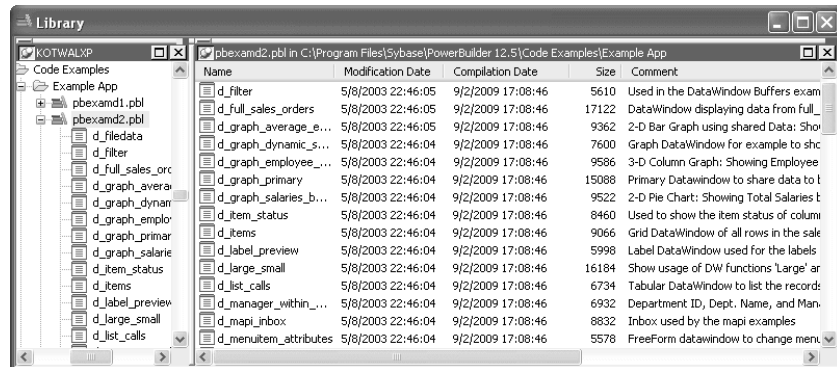 Library
KOTWALXP
pbexamd2.pbl in C:\Program Files\Sybase\PowerBuilder 12.5\Code Examples\Example App
Code Examples
Example App
pbexamd1.pbl
pbexamd2.pbl
d_filedata
d_filter
d_full_sales_orc
d_graph_avera
d_graph_dynam
d_graph_employ
d_graph_primar
d_graph_salarie
d_item_status
d_items
d_label_preview
d_large_small
d_list_calls
Name Modification Date Compilation Date Size Comment
d_filter 5/8/2003 22:46:05 9/2/2009 17:08:46 5610 Used in the DataWindow Buffers exam
d_full_sales_orders 5/8/2003 22:46:05 9/2/2009 17:08:46 17122 DataWindow displaying data from full_
d_graph_average_e... 5/8/2003 22:46:05 9/2/2009 17:08:46 9362 2-D Bar Graph using shared Data: Sho
d_graph_dynamic_s... 5/8/2003 22:46:04 9/2/2009 17:08:46 7600 Graph DataWindow for example to sho
d_graph_employee_... 5/8/2003 22:46:04 9/2/2009 17:08:46 9586 3-D Column Graph: Showing Employee
d_graph_primary 5/8/2003 22:46:04 9/2/2009 17:08:46 15088 Primary Datawindow to share data to b
d_graph_salaries_b... 5/8/2003 22:46:04 9/2/2009 17:08:46 9522 2-D Pie Chart: Showing Total Salaries b
d_item_status 5/8/2003 22:46:04 9/2/2009 17:08:46 8460 Used to show the item status of column
d_items 5/8/2003 22:46:04 9/2/2009 17:08:46 9066 Grid DataWindow of all rows in the sale
d_label_preview 5/8/2003 22:46:04 9/2/2009 17:08:46 5998 Label DataWindow used for the labels
d_large_small 5/8/2003 22:46:04 9/2/2009 17:08:46 16184 Show usage of DW functions 'Large' ar
d_list_calls 5/8/2003 22:46:04 9/2/2009 17:08:46 6734 Tabular DataWindow to list the records
d_manager_within_... 5/8/2003 22:46:04 9/2/2009 17:08:46 6932 Department ID, Dept. Name, and Man
d_mapi_inbox 5/8/2003 22:46:04 9/2/2009 17:08:46 8832 Inbox used by the mapi examples
d_menuitem_attributes 5/8/2003 22:46:04 9/2/2009 17:08:46 5578 FreeForm datawindow to change menu